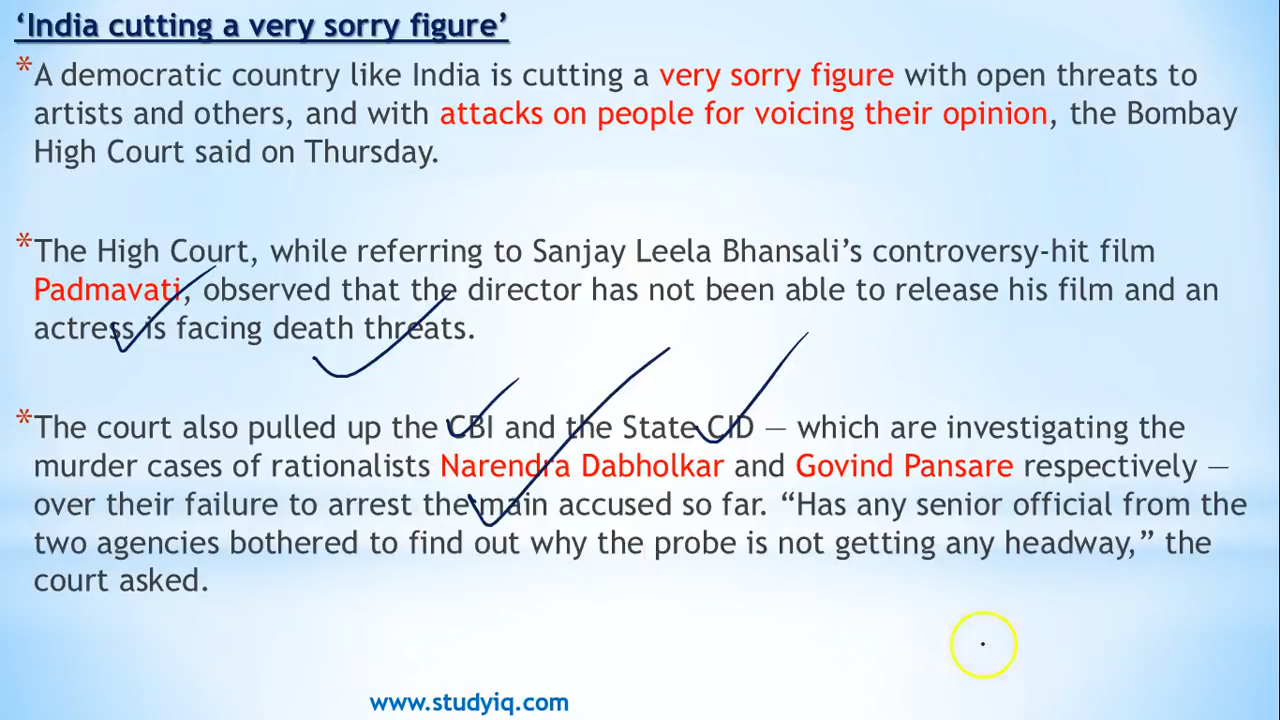 ‘India cutting a very sorry figure’
*A democratic country like India is cutting a very sorry figure with open threats to
artists and others, and with attacks on people for voicing their opinion, the Bombay
High Court said on Thursday.
*The High Court, while referring to Sanjay Leela Bhansali’s controversy-hit film
Padmavati, observed that the director has not been able to release his film and an
actress is facing death threats.
*The court also pulled up the CBI and the State CID — which are investigating the
murder cases of rationalists Narendra Dabholkar and Govind Pansare respectively —
over their failure to arrest the main accused so far. “Has any senior official from the
two agencies bothered to find out why the probe is not getting any headway,” the
court asked.
www.studyiq.com